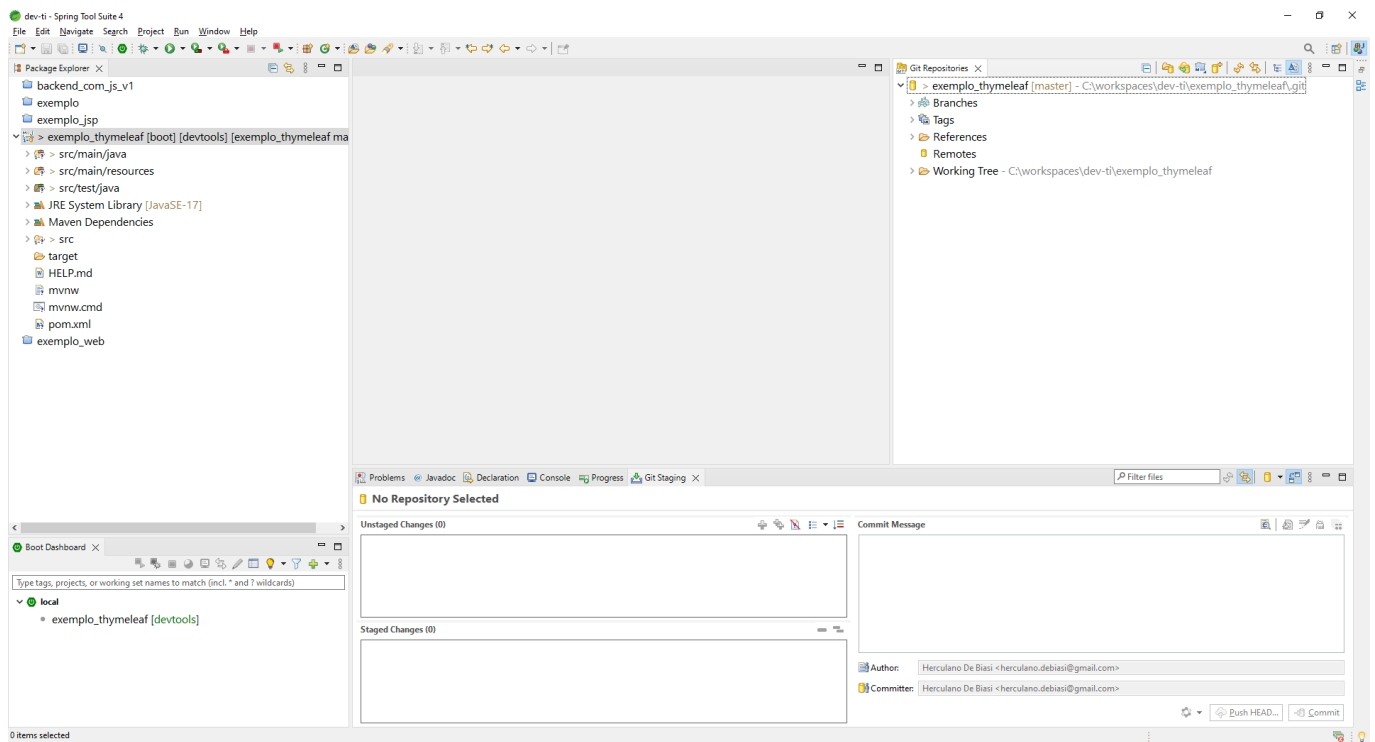 dev-ti - Spring Tool Suite 4
File Edit Navigate Search Project Run Window Help
Package Explorer
backend_com_js_v1
exemplo
exemplo_jsp
> exemplo_thymeleaf [boot] [devtools] [exemplo_thymeleaf ma
> src/main/java
> src/main/resources
> src/test/java
JRE System Library [JavaSE-17]
Maven Dependencies
> src
target
HELP.md
mvnw
mvnw.cmd
pom.xml
exemplo_web
Boot Dashboard
Type tags, projects, or working set names to match (incl. * and ? wildcards)
local
exemplo_thymeleaf [devtools]
Git Repositories
> exemplo_thymeleaf [master] - C:\workspaces\dev-ti\exemplo_thymeleaf\.git
Branches
Tags
References
Remotes
Working Tree - C:\workspaces\dev-ti\exemplo_thymeleaf
Problems @ Javadoc Declaration Console Progress Git Staging
Filter files
No Repository Selected
Unstaged Changes (0)
Staged Changes (0)
Commit Message
Author: Herculano De Biasi <herculano.debiasi@gmail.com>
Committer: Herculano De Biasi <herculano.debiasi@gmail.com>
Push HEAD... Commit
0 items selected